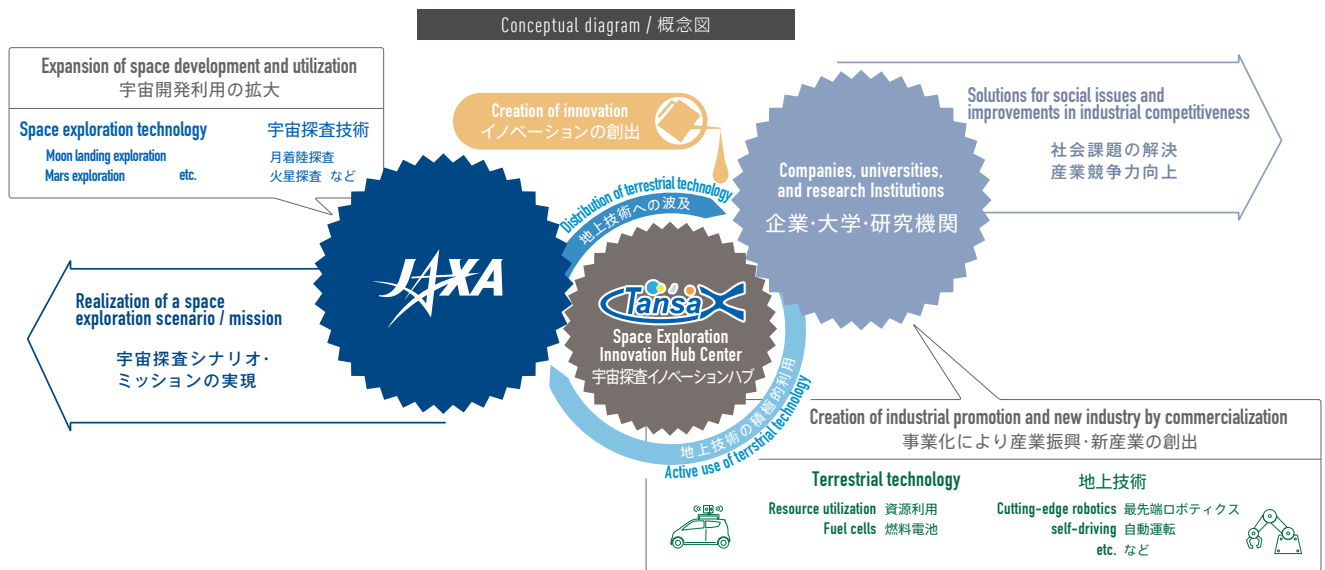 Conceptual diagram / 概念図
Expansion of space development and utilization
宇宙開発利用の拡大
Space exploration technology 宇宙探査技術
Moon landing exploration 月着陸探査
Mars exploration etc. 火星探査 など
Creation of innovation
イノベーションの創出
Solutions for social issues and
improvements in industrial competitiveness
社会課題の解決
産業競争力向上
Companies, universities,
and research Institutions
企業・大学・研究機関
Distribution of terrestrial technology
地上技術への波及
JAXA
Realization of a space
exploration scenario / mission
宇宙探査シナリオ・
ミッションの実現
TansaX
Space Exploration
Innovation Hub Center
宇宙探査イノベーションハブ
地上技術の積極的利用
Active use of terrstrial technology
Creation of industrial promotion and new industry by commercialization
事業化により産業振興・新産業の創出
Terrestrial technology 地上技術
Resource utilization 資源利用
Fuel cells 燃料電池
Cutting-edge robotics 最先端ロボティクス
self-driving 自動運転
etc. など